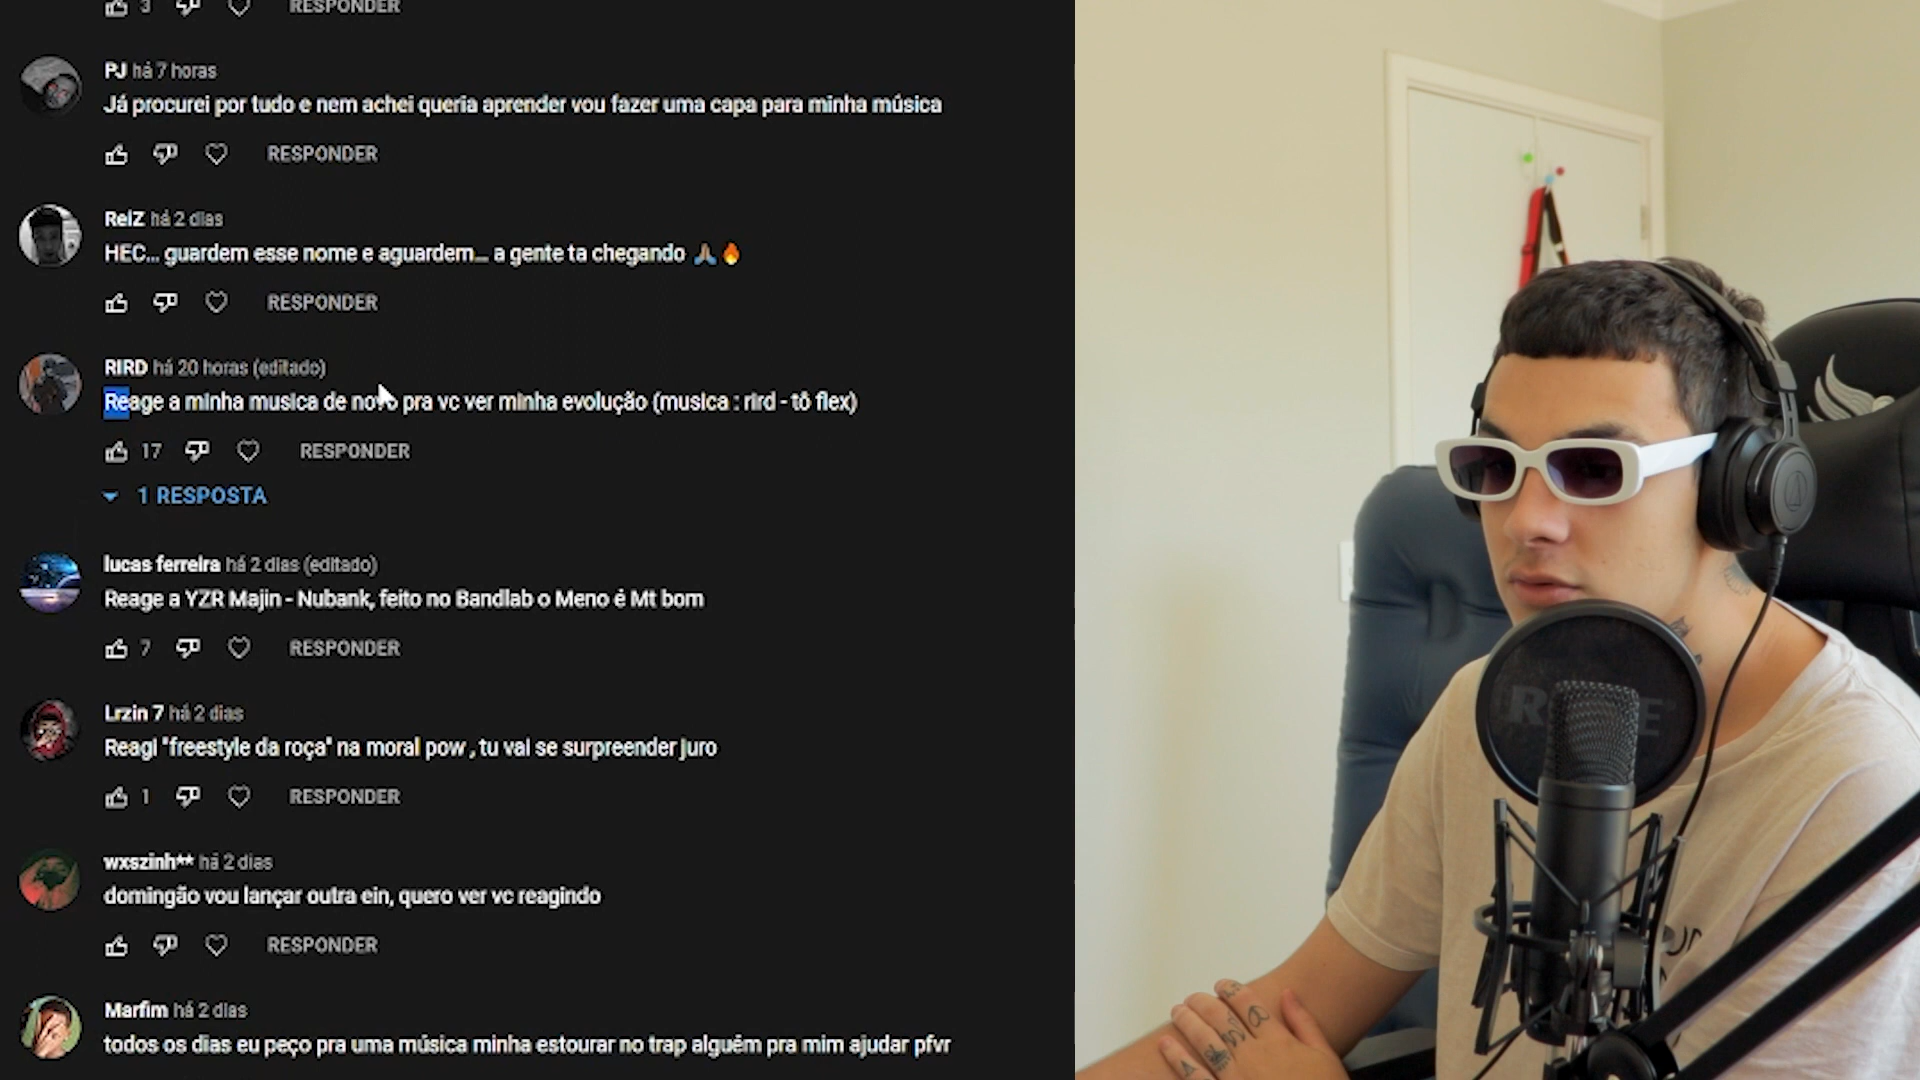 3 RESPONDER
PJ há 7 horas
Já procurei por tudo e nem achei queria aprender vou fazer uma capa para minha música
RESPONDER
ReiZ há 2 dias
HEC... guardem esse nome e aguardem... a gente ta chegando 🙏🏽🔥
RESPONDER
RIRD há 20 horas (editado)
Reage a minha musica de novo pra vc ver minha evolução (musica : rird - tô flex)
17 RESPONDER
1 RESPOSTA
lucas ferreira há 2 dias (editado)
Reage a YZR Majin - Nubank, feito no Bandlab o Meno é Mt bom
7 RESPONDER
Lrzin 7 há 2 dias
Reagi "freestyle da roça" na moral pow , tu vai se surpreender juro
1 RESPONDER
wxszinh** há 2 dias
domingão vou lançar outra ein, quero ver vc reagindo
RESPONDER
Marfim há 2 dias
todos os dias eu peço pra uma música minha estourar no trap alguém pra mim ajudar pfvr